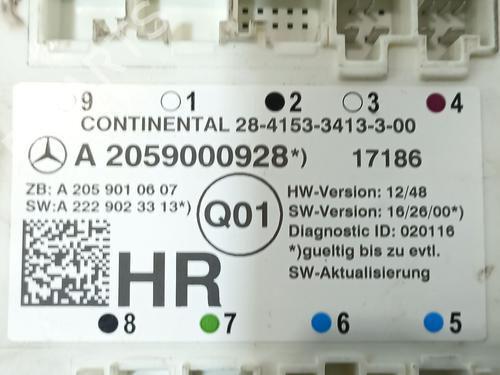 9 1 2 3 4
CONTINENTAL 28-4153-3413-3-00
A 2059000928*) 17186
ZB: A 205 901 06 07
SW:A 222 902 33 13*)
Q01
HW-Version: 12/48
SW-Version: 16/26/00*)
Diagnostic ID: 020116
*)gueltig bis zu evtl.
SW-Aktualisierung
HR
8 7 6 5